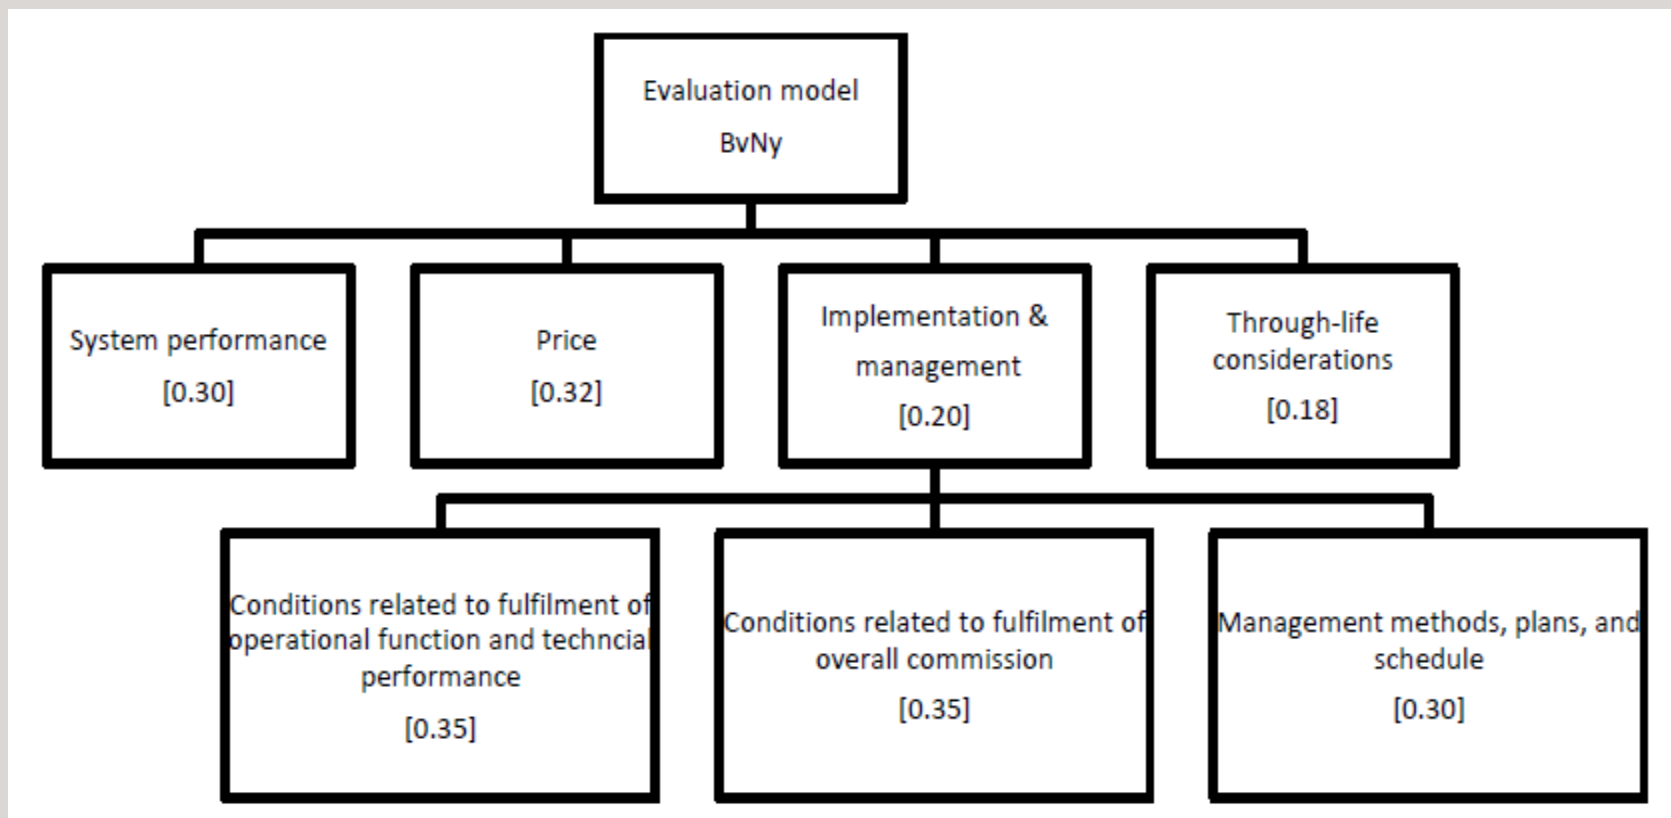 Evaluation model
BvNy
System performance
[0.30]
Price
[0.32]
Implementation &
management
[0.20]
Through-life
considerations
[0.18]
Conditions related to fulfilment of
operational function and techncial
performance
[0.35]
Conditions related to fulfilment of
overall commission
[0.35]
Management methods, plans, and
schedule
[0.30]